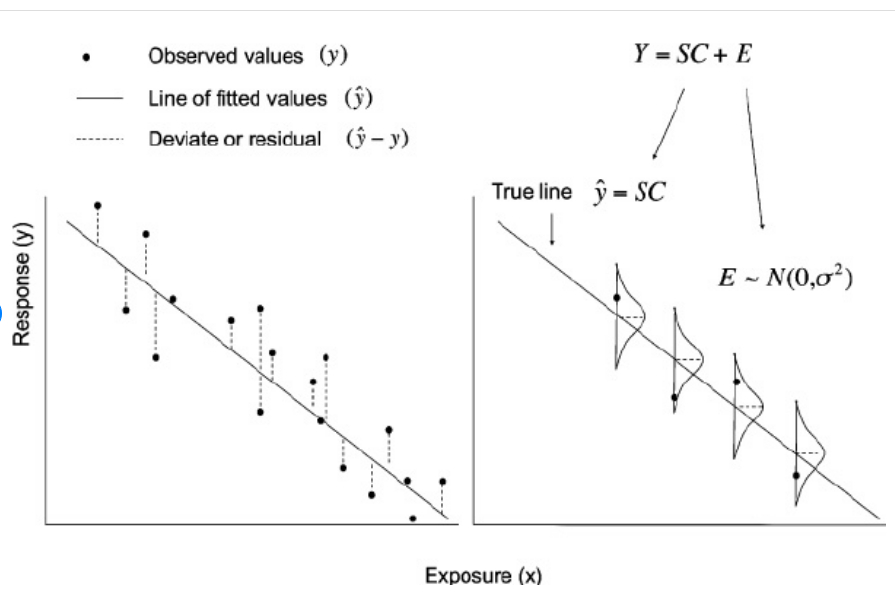 Observed values (y)
Line of fitted values (ŷ)
Deviate or residual (ŷ – y)
Y = SC + E
True line ŷ = SC
E ~ N(0,σ²)
Response (y)
Exposure (x)